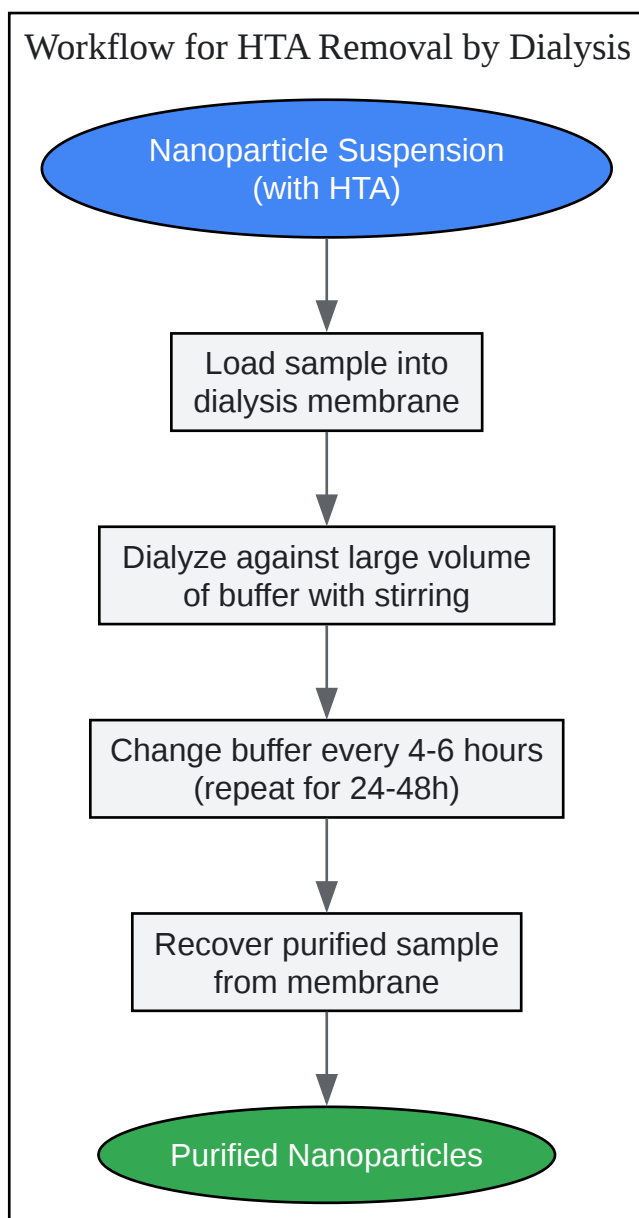 Workflow for HTA Removal by Dialysis
Nanoparticle Suspension
(with HTA)
Load sample into
dialysis membrane
Dialyze against large volume
of buffer with stirring
Change buffer every 4-6 hours
(repeat for 24-48h)
Recover purified sample
from membrane
Purified Nanoparticles